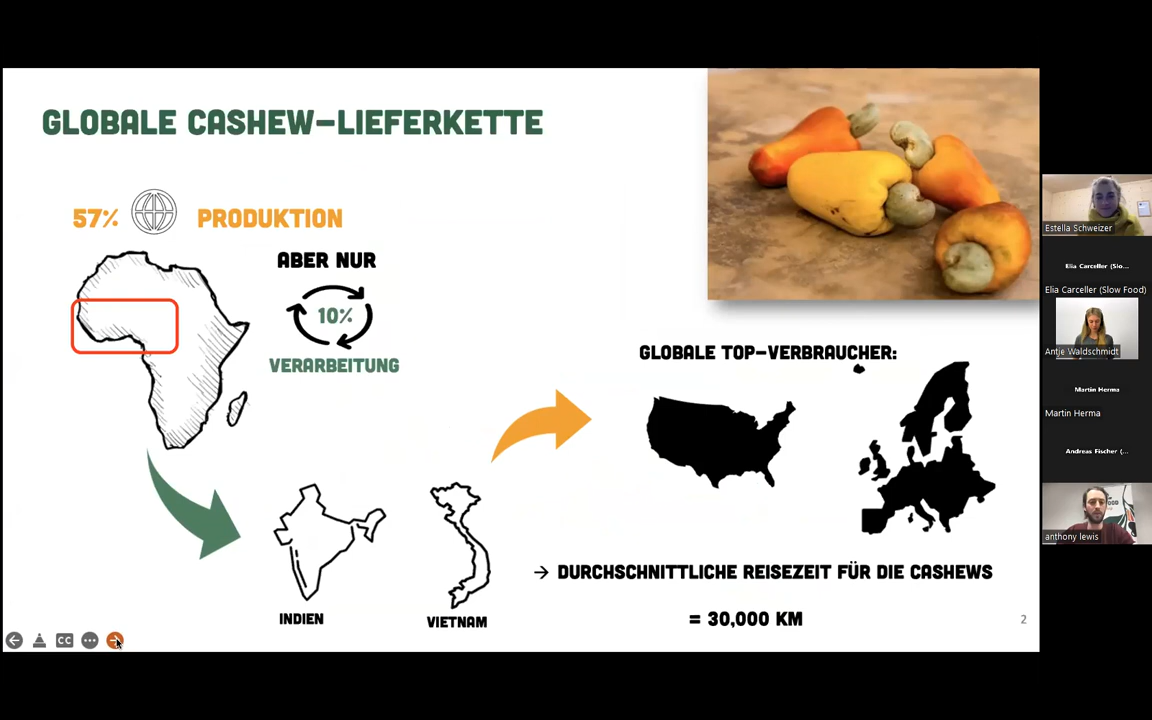 GLOBALE CASHEW-LIEFERKETTE
57% PRODUKTION
ABER NUR
10%
VERARBEITUNG
GLOBALE TOP-VERBRAUCHER:
INDIEN
VIETNAM
→ DURCHSCHNITTLICHE REISEZEIT FÜR DIE CASHEWS
= 30,000 KM
2
CC
Estella Schweizer
Elia Carceller (Slo...
Elia Carceller (Slow Food)
Antje Waldschmidt
Martin Herma
Martin Herma
Andreas Fischer (...
anthony lewis